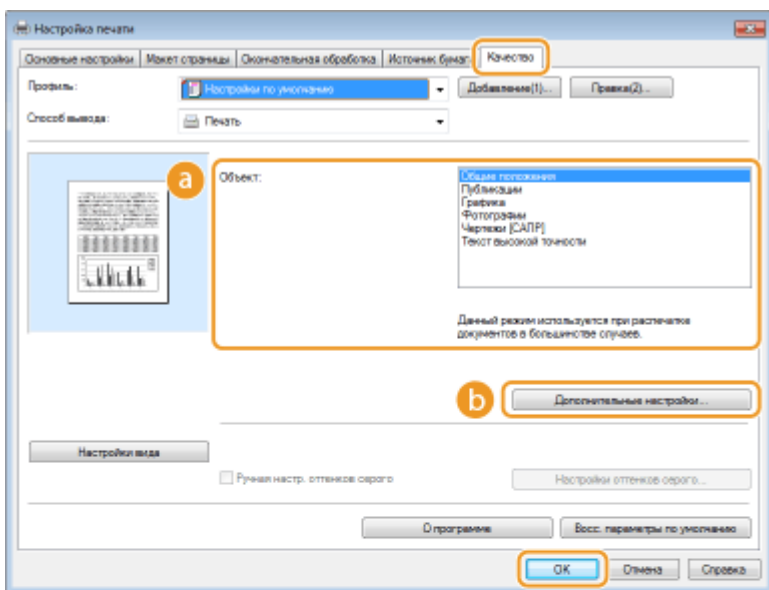 Настройка печати
Основные настройки Макет страницы Окончательная обработка Источник бумаг Качество
Профиль: Настройки по умолчанию Добавление(1)... Правка(2)...
Способ вывода: Печать
a
Объект:
Общие положения
Публикации
Графика
Фотографии
Чертежи [САПР]
Текст высокой точности
Данный режим используется при распечатке
документов в большинстве случаев.
b Дополнительные настройки...
Настройки вида
Ручная настр. оттенков серого Настройки оттенков серого...
О программе Восс. параметры по умолчанию
OK Отмена Справка